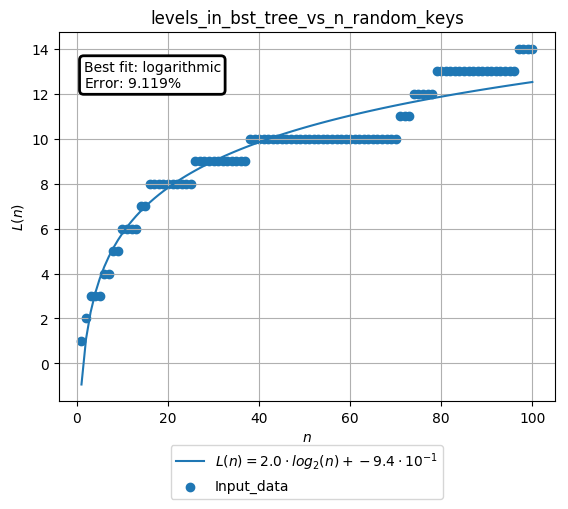 levels_in_bst_tree_vs_n_random_keys
Best fit: logarithmic
Error: 9.119%
14
12
10
8
6
4
2
0
L(n)
0 20 40 60 80 100
n
L(n) = 2.0 · log₂(n) + −9.4 · 10⁻¹
Input_data